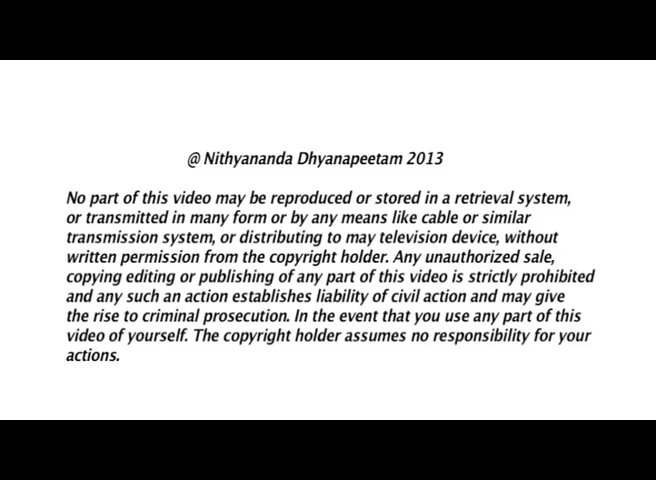 @ Nithyananda Dhyanapeetam 2013
No part of this video may be reproduced or stored in a retrieval system,
or transmitted in many form or by any means like cable or similar
transmission system, or distributing to may television device, without
written permission from the copyright holder. Any unauthorized sale,
copying editing or publishing of any part of this video is strictly prohibited
and any such an action establishes liability of civil action and may give
the rise to criminal prosecution. In the event that you use any part of this
video of yourself. The copyright holder assumes no responsibility for your
actions.